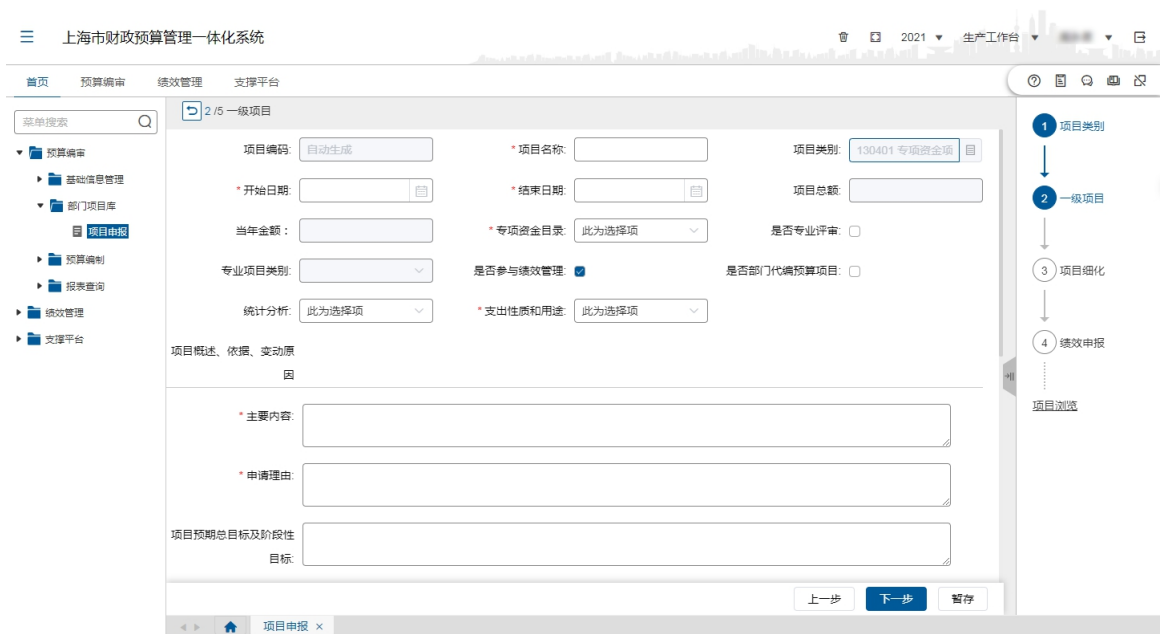 上海市财政预算管理一体化系统
2021
生产工作台
首页 预算编审 绩效管理 支撑平台
菜单搜索
预算编审
基础信息管理
部门项目库
项目申报
预算编制
报表查询
绩效管理
支撑平台
2 /5 一级项目
项目编码: 自动生成 * 项目名称: 项目类别: 130401 专项资金项
* 开始日期: * 结束日期: 项目总额:
当年金额： * 专项资金目录: 此为选择项 是否专业评审:
专业项目类别: 是否参与绩效管理: 是否部门代编预算项目:
统计分析: 此为选择项 * 支出性质和用途: 此为选择项
项目概述、依据、变动原
因
* 主要内容:
* 申请理由:
项目预期总目标及阶段性
目标:
上一步 下一步 暂存
项目申报 ×
1 项目类别
2 一级项目
3 项目细化
4 绩效申报
项目浏览